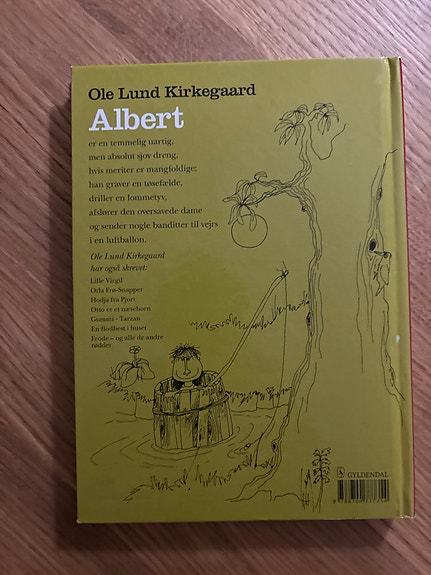 Ole Lund Kirkegaard
Albert
er en temmelig uartig,
men absolut sjov dreng,
hvis meriter er mangfoldige:
han graver en tøsefælde,
driller en lommetyv,
afslører den oversavede dame
og sender nogle banditter til vejrs
i en luftballon.
Ole Lund Kirkegaard
har også skrevet:
Lille Virgil
Orla Frø-Snapper
Hodja fra Pjort
Otto er et næsehorn
Gummi - Tarzan
En flodhest i huset
Frode – og alle de andre
rødder
GYLDENDAL